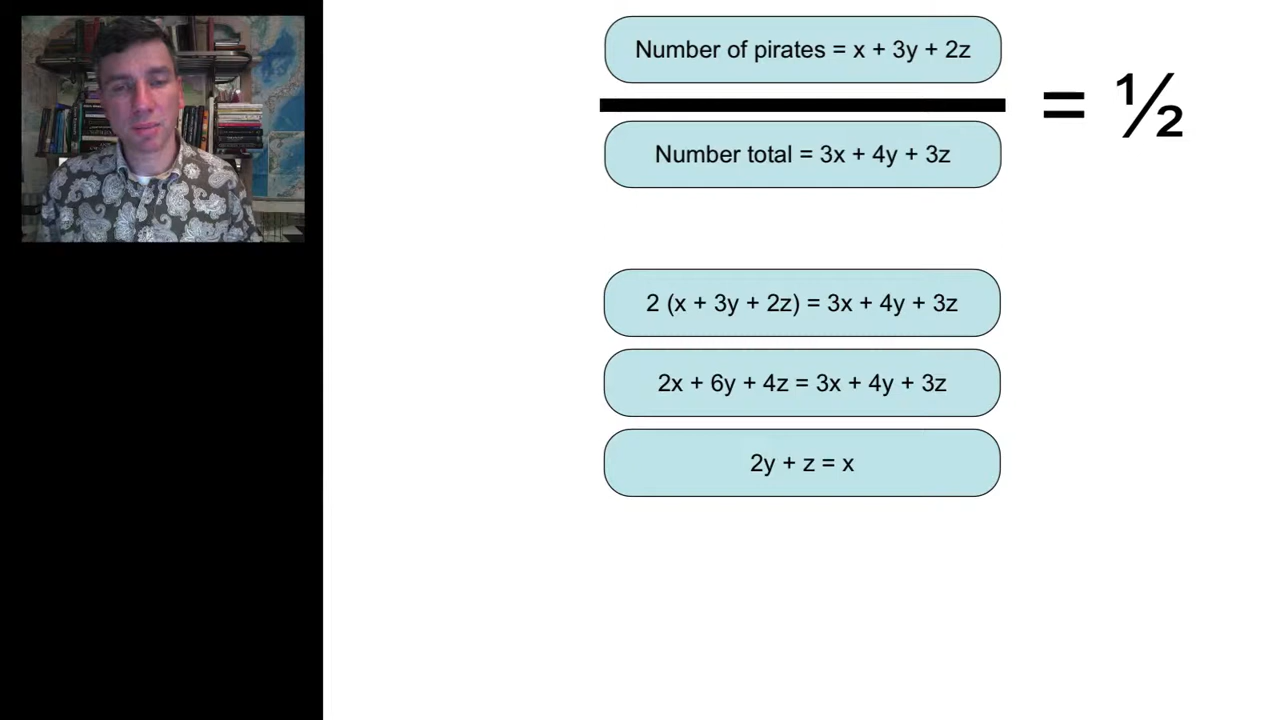 Number of pirates = x + 3y + 2z
= ½
Number total = 3x + 4y + 3z
2 (x + 3y + 2z) = 3x + 4y + 3z
2x + 6y + 4z = 3x + 4y + 3z
2y + z = x